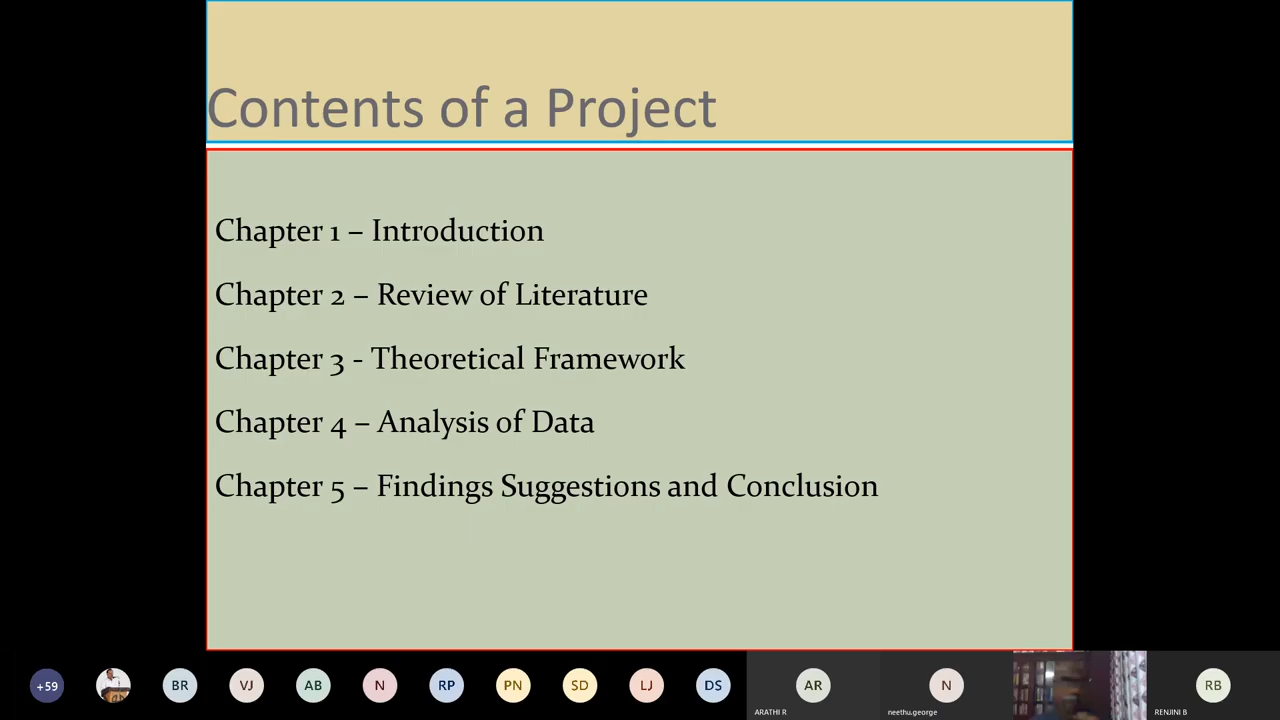 Contents of a Project
Chapter 1 – Introduction
Chapter 2 – Review of Literature
Chapter 3 - Theoretical Framework
Chapter 4 – Analysis of Data
Chapter 5 – Findings Suggestions and Conclusion
+59 BR VJ AB N RP PN SD LJ DS AR N RB
ARATHI R neethu.george RENJINI B